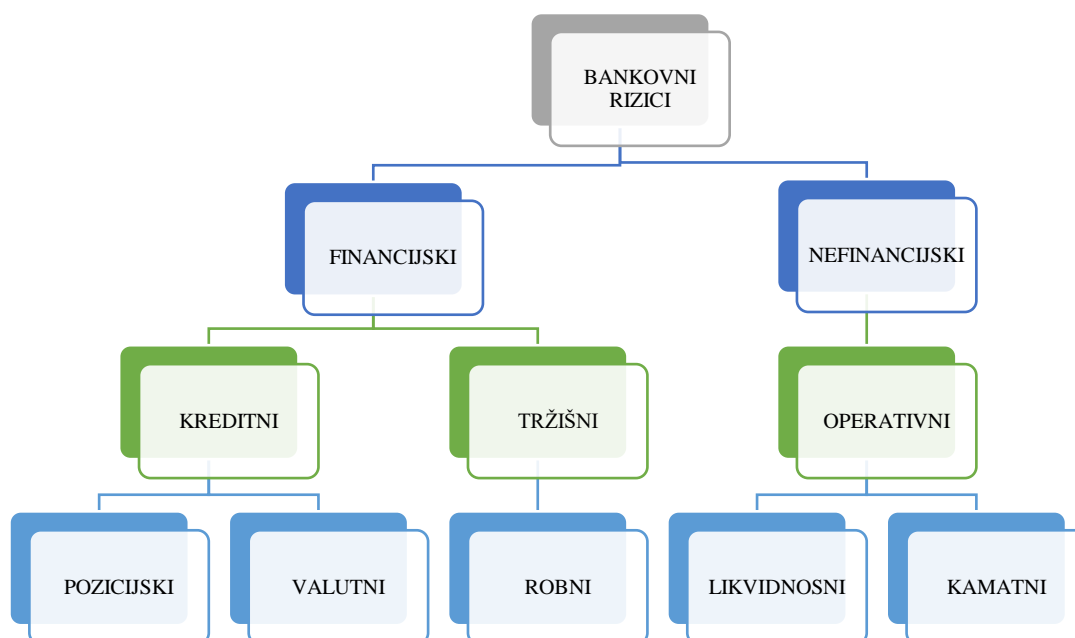 BANKOVNI
RIZICI
FINANCIJSKI
NEFINANCIJSKI
KREDITNI
TRŽIŠNI
OPERATIVNI
POZICIJSKI
VALUTNI
ROBNI
LIKVIDNOSNI
KAMATNI